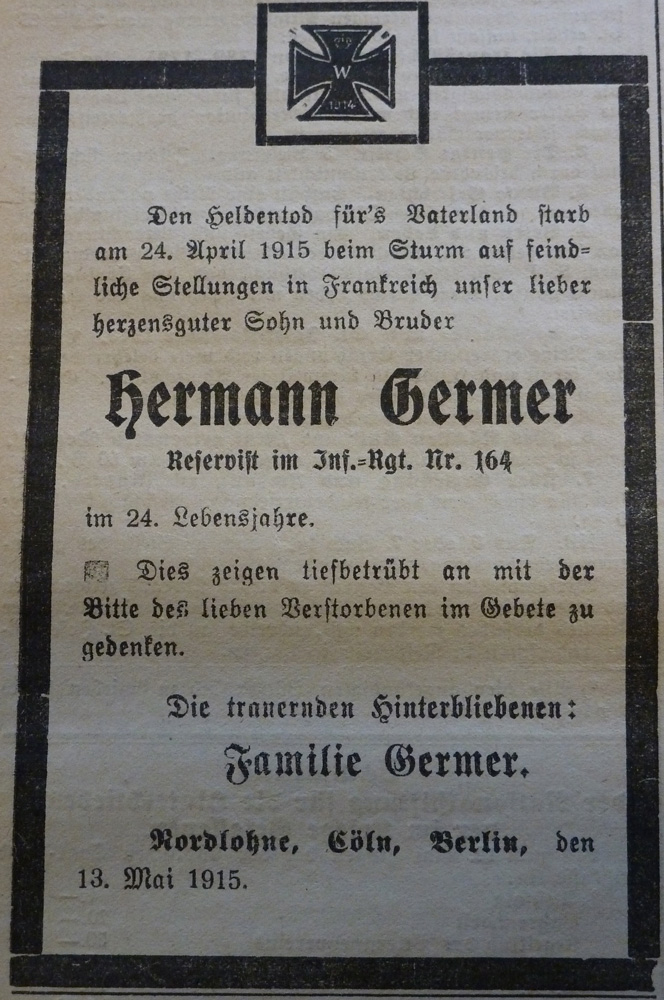 W
1914
Den Heldentod für's Vaterland starb
am 24. April 1915 beim Sturm auf feind=
liche Stellungen in Frankreich unser lieber
herzensguter Sohn und Bruder
Hermann Germer
Reservist im Inf.=Rgt. Nr. 164
im 24. Lebensjahre.
Dies zeigen tiefbetrübt an mit der
Bitte des lieben Verstorbenen im Gebete zu
gedenken.
Die trauernden Hinterbliebenen:
Familie Germer.
Nordlohne, Cöln, Berlin, den
13. Mai 1915.